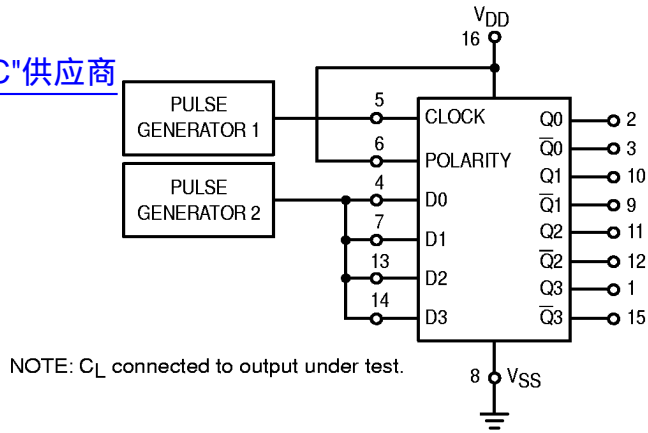 VDD
16
C"供应商
PULSE
GENERATOR 1
PULSE
GENERATOR 2
5
6
4
7
13
14
CLOCK
POLARITY
D0
D1
D2
D3
Q0
Q̅0
Q1
Q̅1
Q2
Q̅2
Q3
Q̅3
2
3
10
9
11
12
1
15
NOTE: CL connected to output under test.
8
VSS